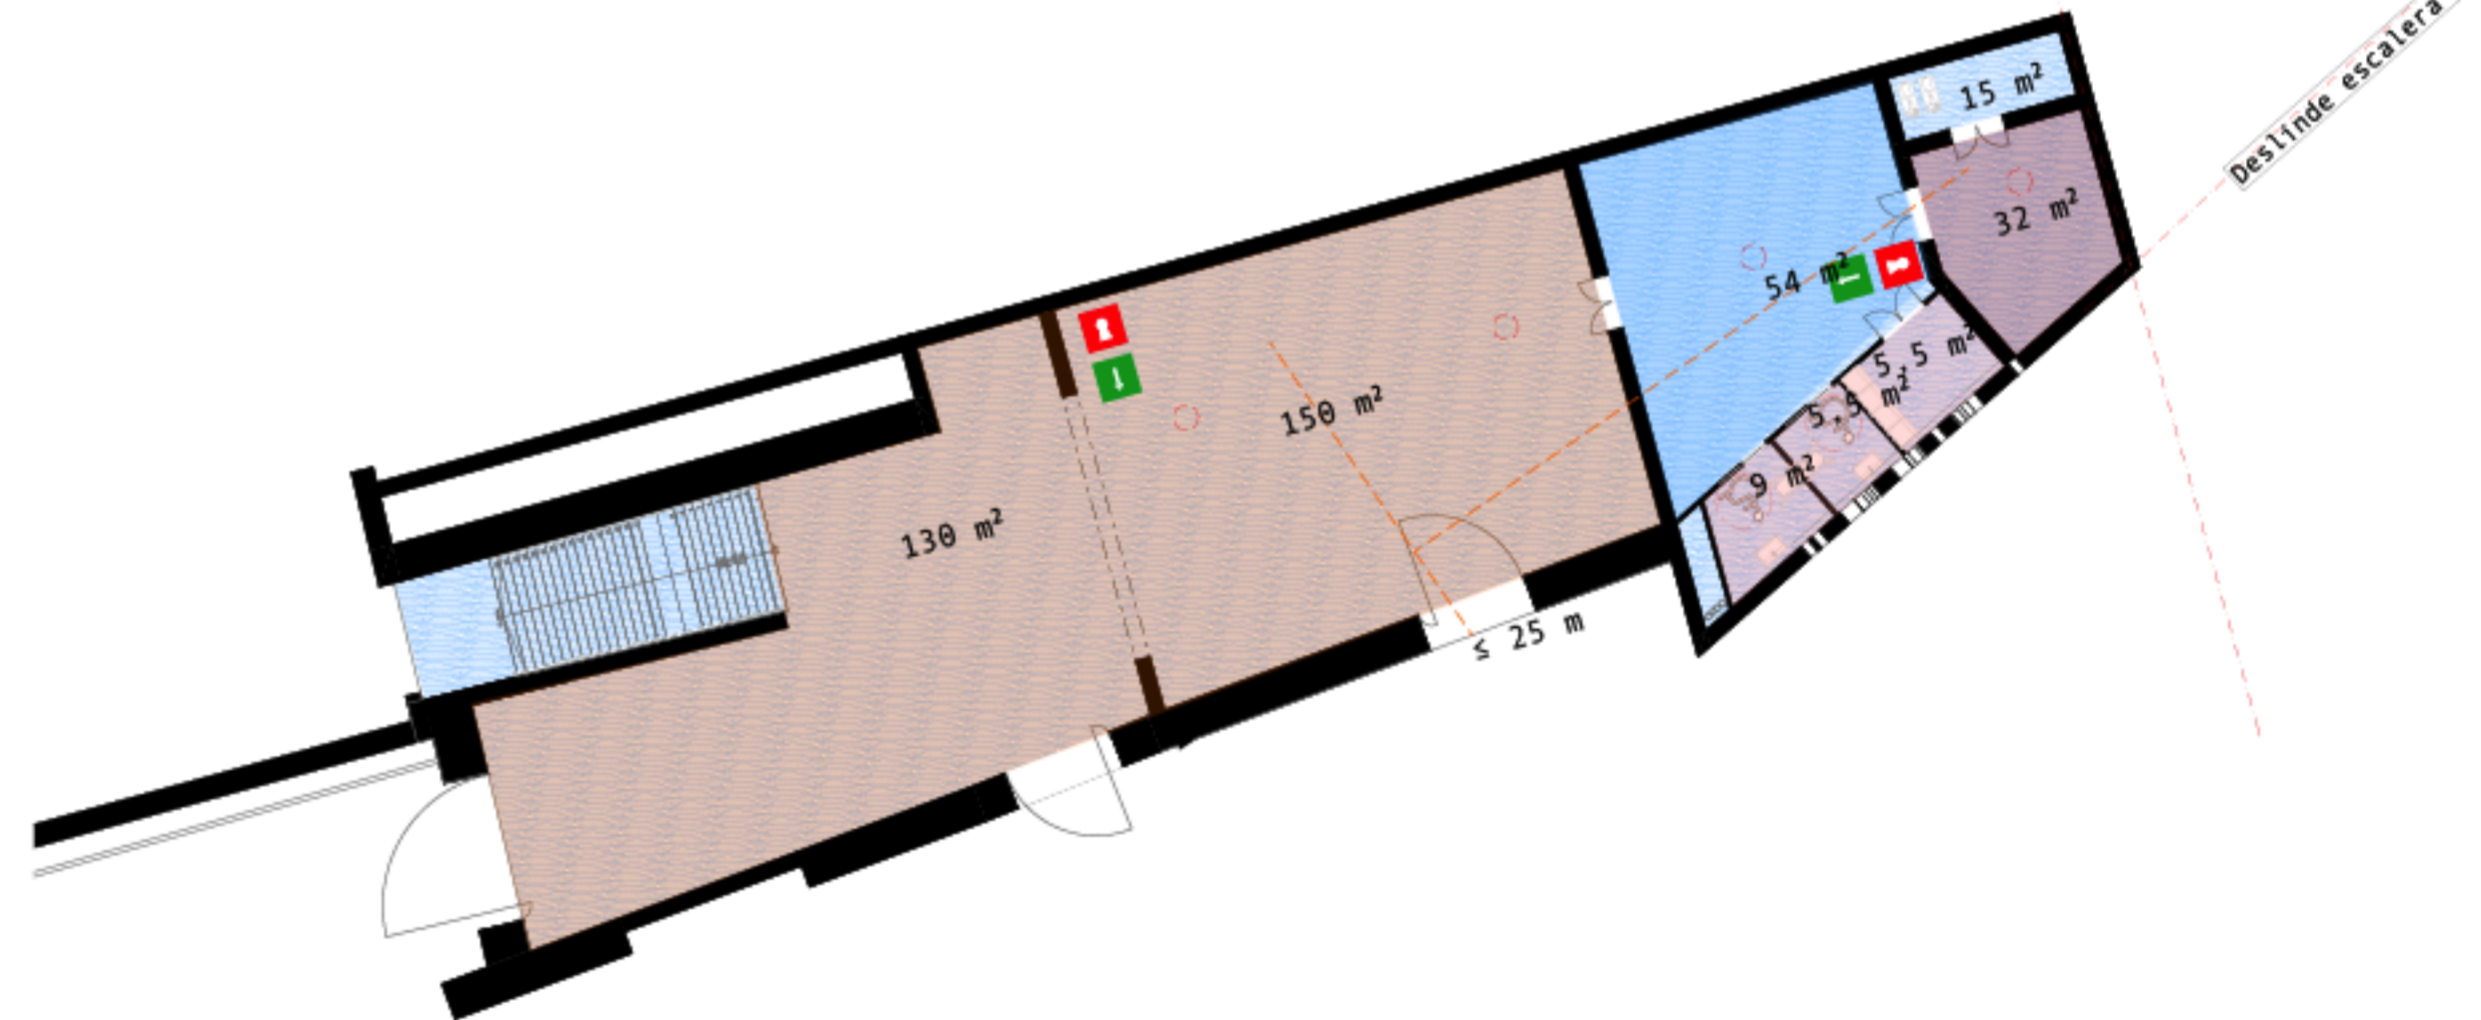 Deslinde escalera
15 m²
32 m²
54 m²
5,5 m²
5,5 m²
9 m²
150 m²
130 m²
≤ 25 m